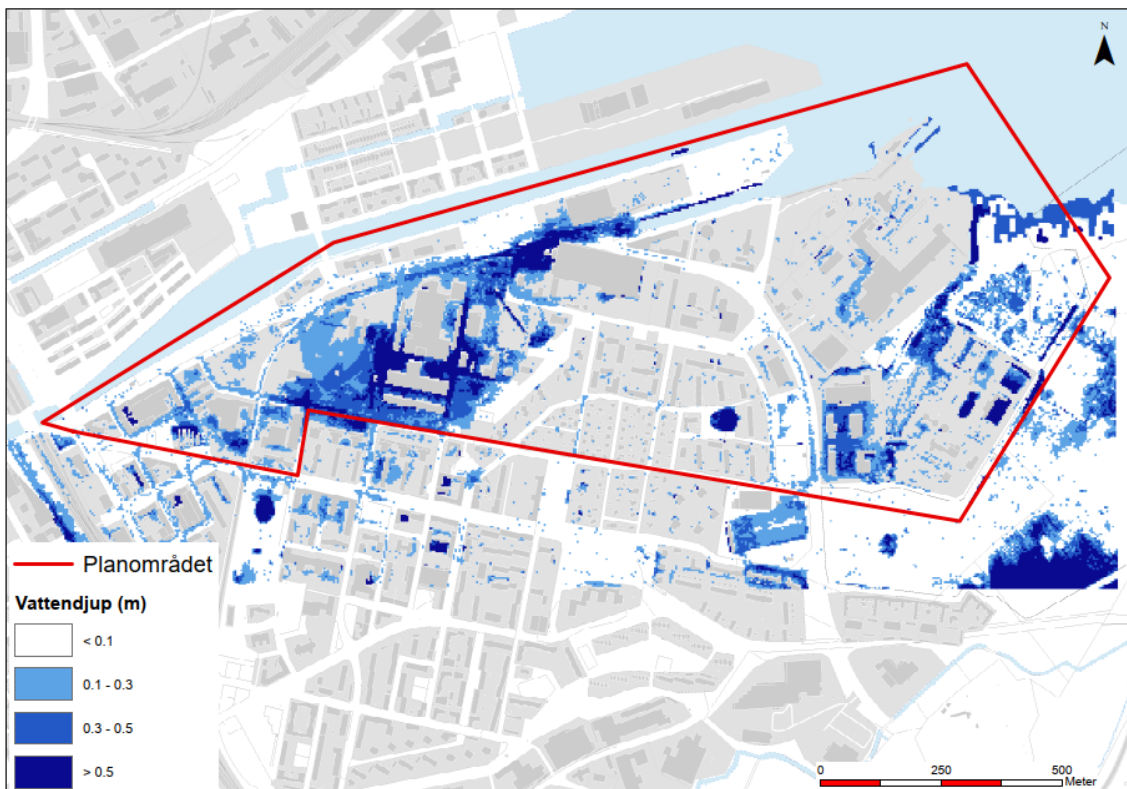 N
Planområdet
Vattendjup (m)
< 0.1
0.1 - 0.3
0.3 - 0.5
> 0.5
0 250 500
Meter